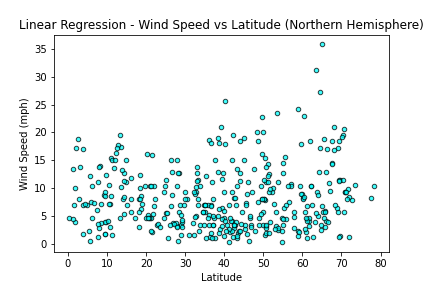 Linear Regression - Wind Speed vs Latitude (Northern Hemisphere)
35
30
25
20
15
10
5
0
Wind Speed (mph)
0 10 20 30 40 50 60 70 80
Latitude